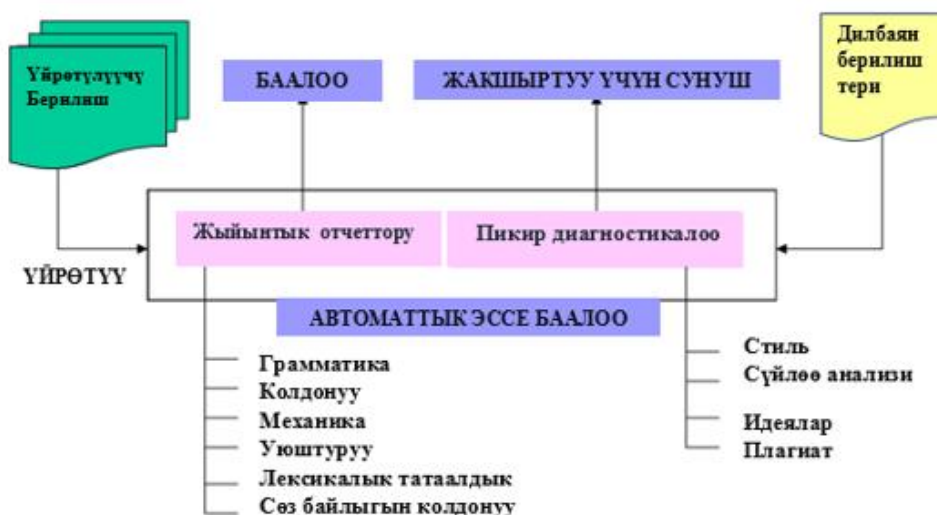 Үйрөтүлүүчү
Берилиш
БААЛОО
ЖАКШЫРТУУ ҮЧҮН СУНУШ
Дилбаян
берилиш
тери
Жыйынтык отчеттору
Пикир диагностикалоо
ҮЙРӨТҮҮ
АВТОМАТТЫК ЭССЕ БААЛОО
Грамматика
Колдонуу
Механика
Уюштуруу
Лексикалык татаалдык
Сөз байлыгын колдонуу
Стиль
Сүйлөө анализи
Идеялар
Плагиат